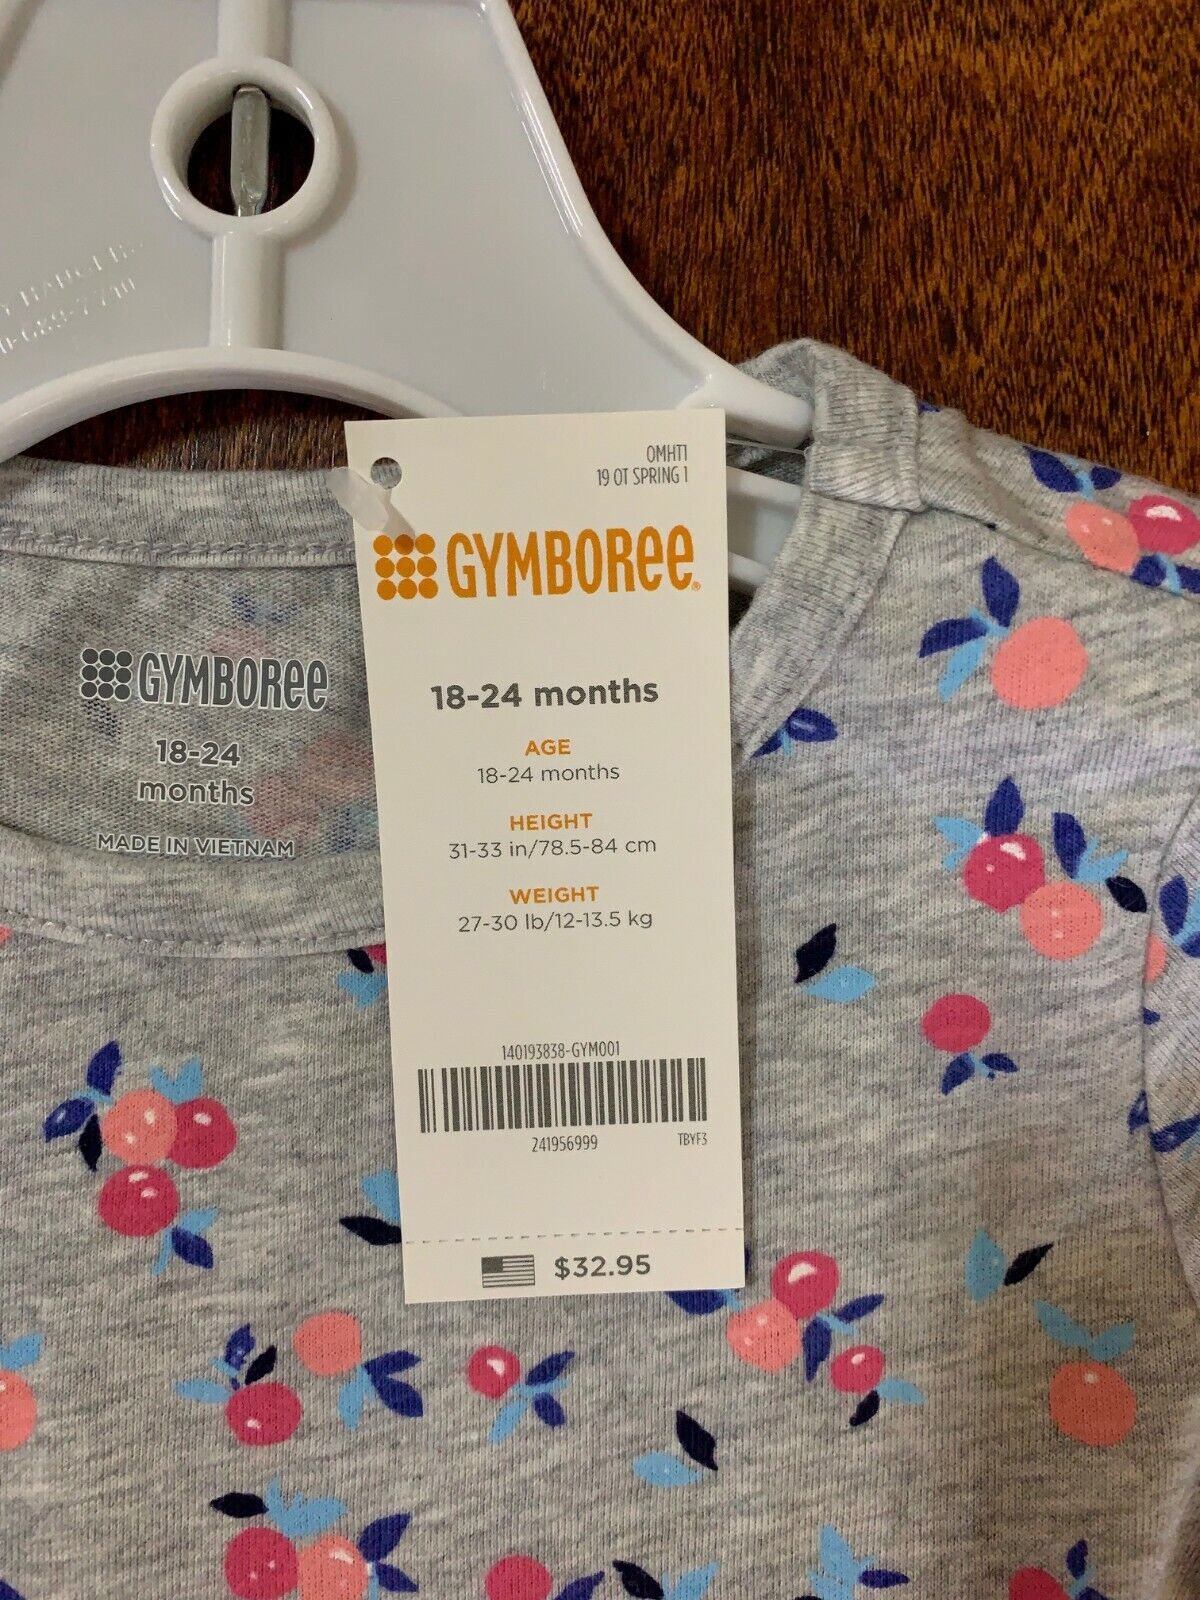 OMHT1
19 OT SPRING 1
GYMBOREE
18-24 months
AGE
18-24 months
HEIGHT
31-33 in/78.5-84 cm
WEIGHT
27-30 lb/12-13.5 kg
140193838-GYM001
241956999
TBYF3
$32.95
GYMBOREE
18-24
months
MADE IN VIETNAM